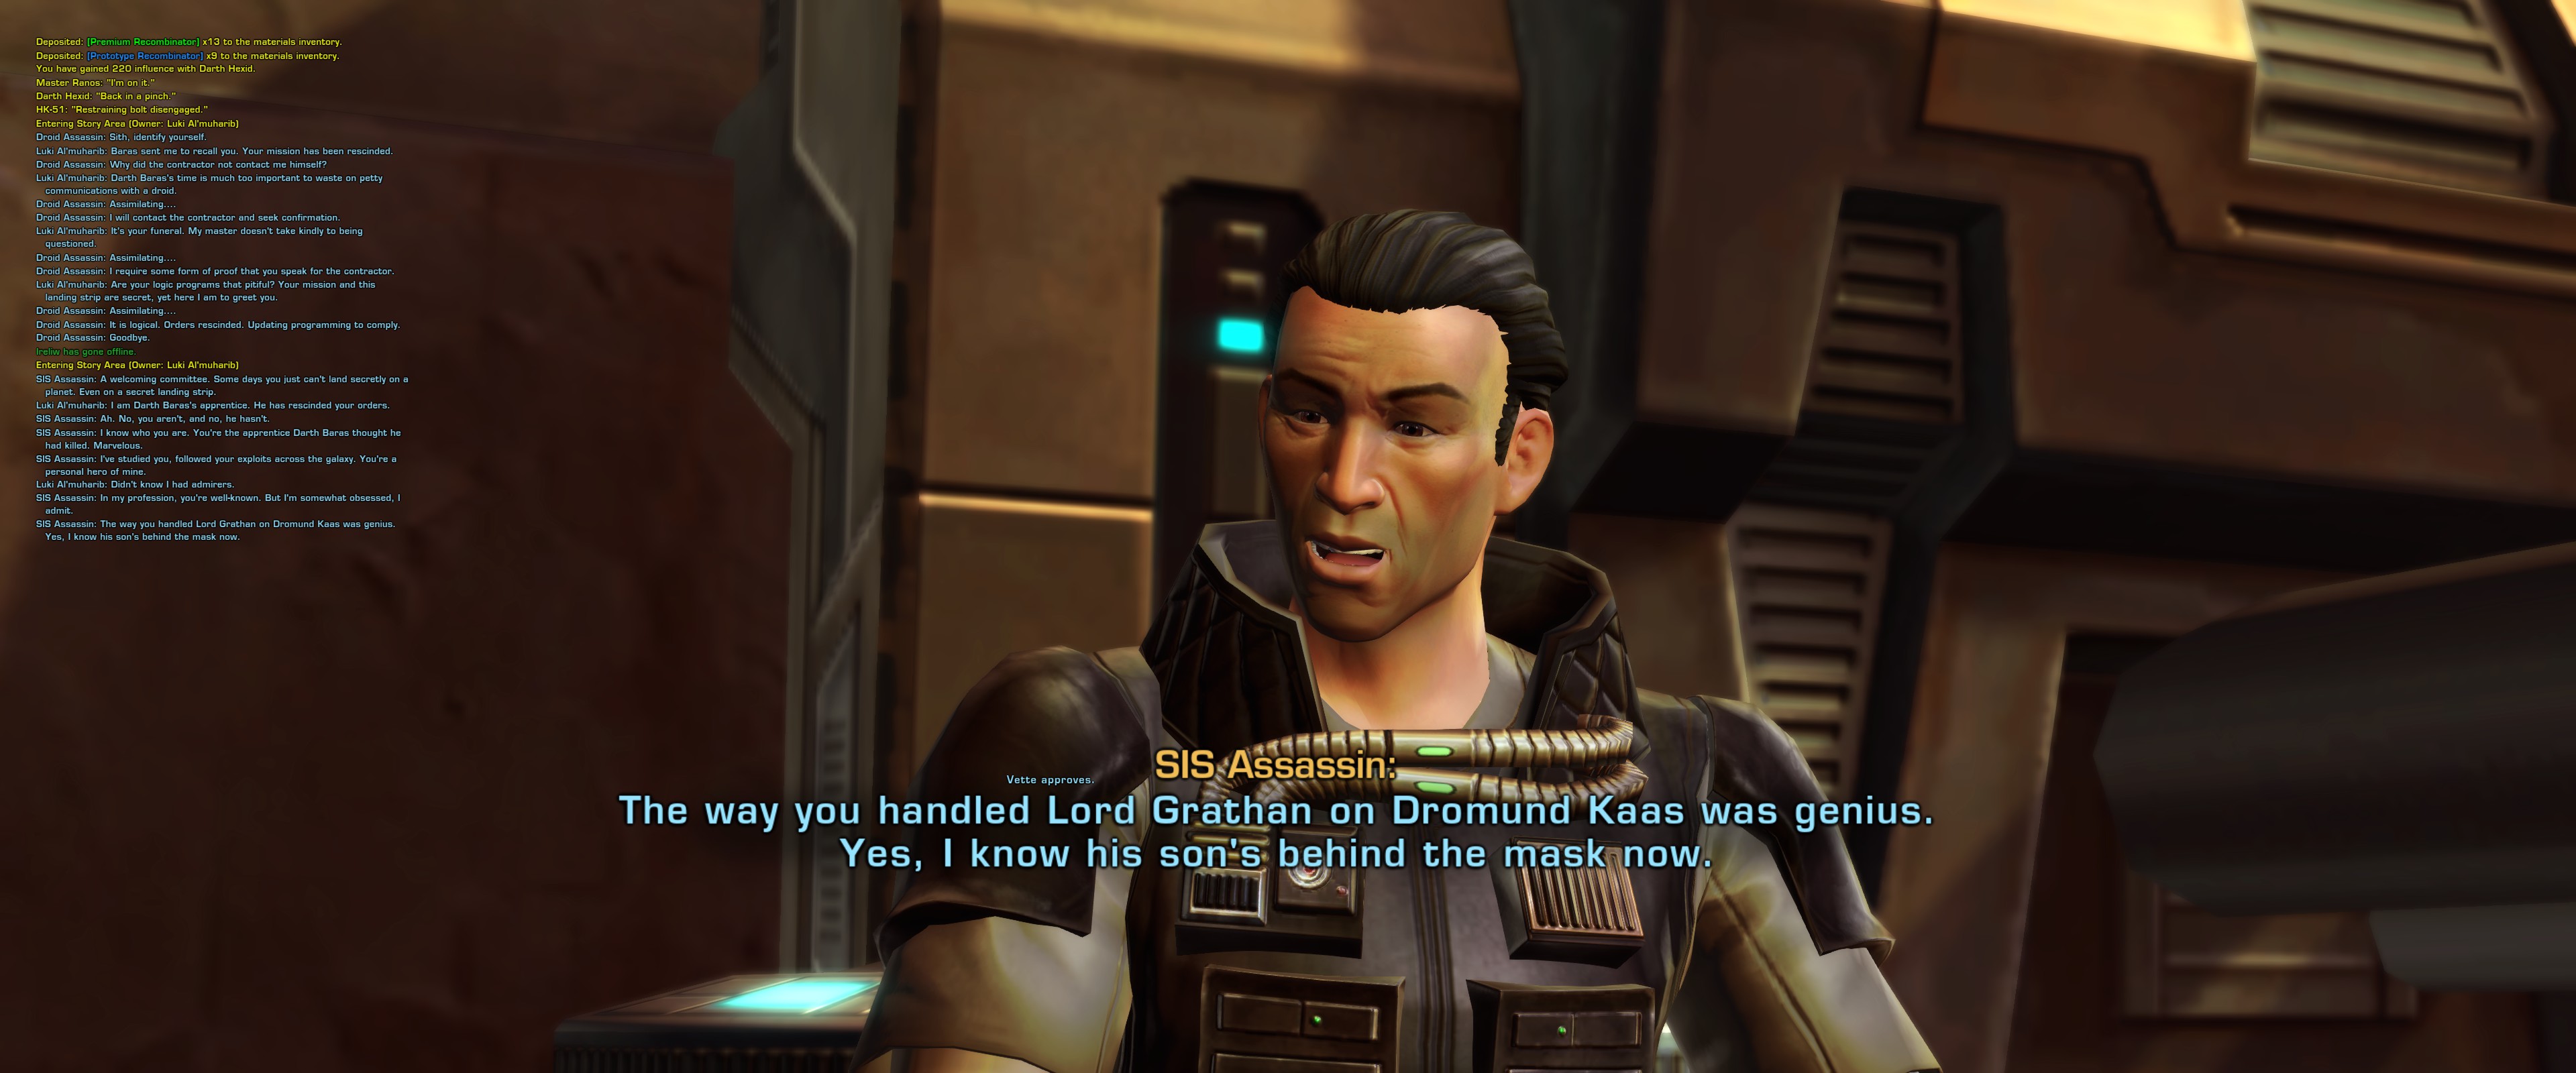 Deposited: [Premium Recombinator] x13 to the materials inventory.
Deposited: [Prototype Recombinator] x9 to the materials inventory.
You have gained 220 influence with Darth Hexid.
Master Ranos: "I'm on it."
Darth Hexid: "Back in a pinch."
HK-51: "Restraining bolt disengaged."
Entering Story Area (Owner: Luki Al'muharib)
Droid Assassin: Sith, identify yourself.
Luki Al'muharib: Baras sent me to recall you. Your mission has been rescinded.
Droid Assassin: Why did the contractor not contact me himself?
Luki Al'muharib: Darth Baras's time is much too important to waste on petty
communications with a droid.
Droid Assassin: Assimilating....
Droid Assassin: I will contact the contractor and seek confirmation.
Luki Al'muharib: It's your funeral. My master doesn't take kindly to being
questioned.
Droid Assassin: Assimilating....
Droid Assassin: I require some form of proof that you speak for the contractor.
Luki Al'muharib: Are your logic programs that pitiful? Your mission and this
landing strip are secret, yet here I am to greet you.
Droid Assassin: Assimilating....
Droid Assassin: It is logical. Orders rescinded. Updating programming to comply.
Droid Assassin: Goodbye.
Ireliw has gone offline.
Entering Story Area (Owner: Luki Al'muharib)
SIS Assassin: A welcoming committee. Some days you just can't land secretly on a
planet. Even on a secret landing strip.
Luki Al'muharib: I am Darth Baras's apprentice. He has rescinded your orders.
SIS Assassin: Ah. No, you aren't, and no, he hasn't.
SIS Assassin: I know who you are. You're the apprentice Darth Baras thought he
had killed. Marvelous.
SIS Assassin: I've studied you, followed your exploits across the galaxy. You're a
personal hero of mine.
Luki Al'muharib: Didn't know I had admirers.
SIS Assassin: In my profession, you're well-known. But I'm somewhat obsessed, I
admit.
SIS Assassin: The way you handled Lord Grathan on Dromund Kaas was genius.
Yes, I know his son's behind the mask now.
SIS Assassin:
Vette approves.
The way you handled Lord Grathan on Dromund Kaas was genius.
Yes, I know his son's behind the mask now.